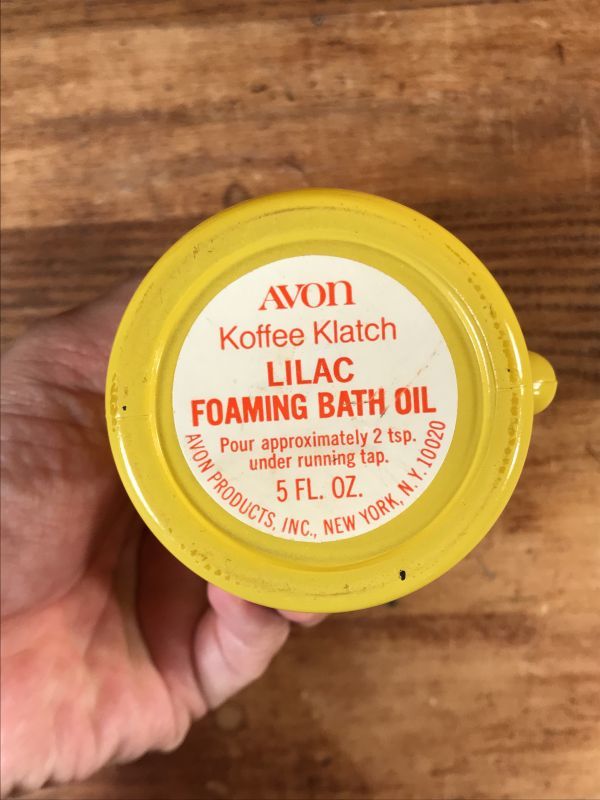 AVON
Koffee Klatch
LILAC
FOAMING BATH OIL
Pour approximately 2 tsp.
under running tap.
5 FL. OZ.
AVON PRODUCTS, INC., NEW YORK, N.Y. 10020